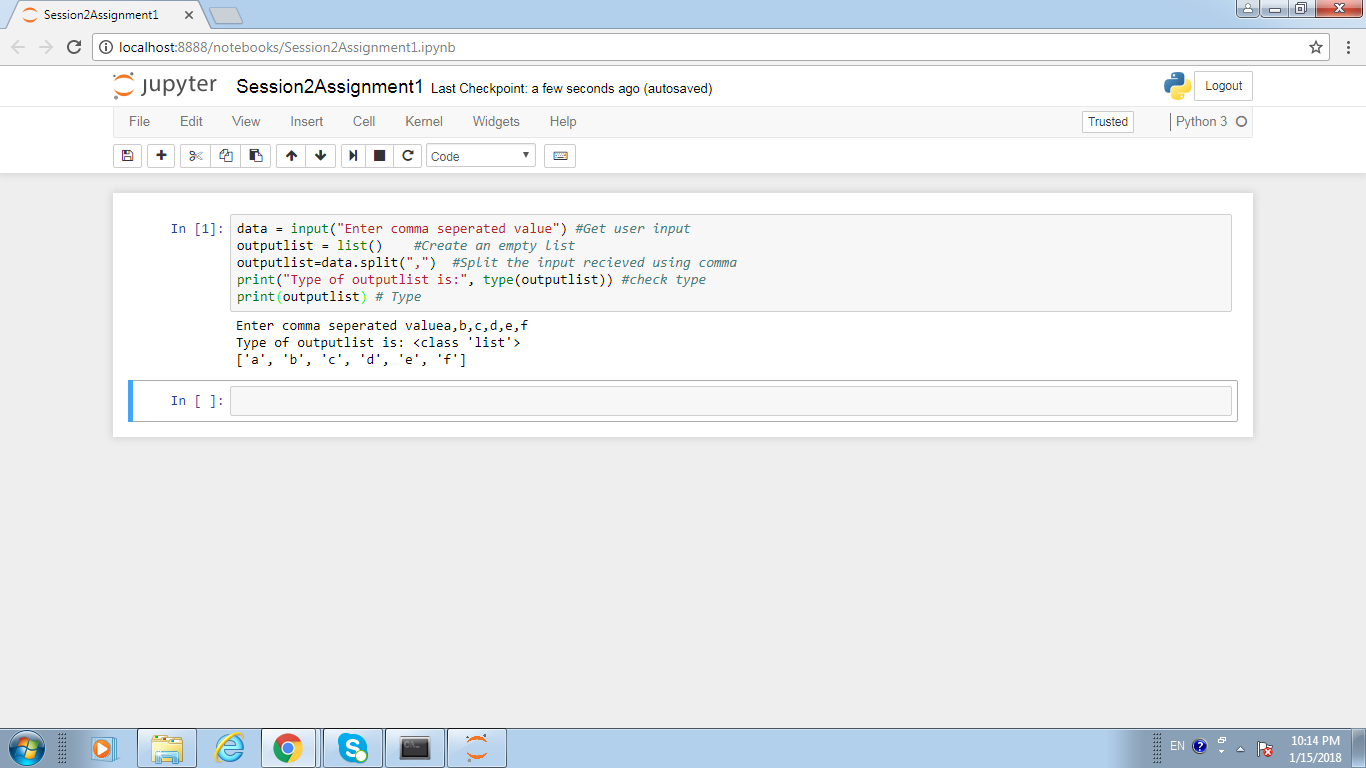 Session2Assignment1
localhost:8888/notebooks/Session2Assignment1.ipynb
jupyter Session2Assignment1 Last Checkpoint: a few seconds ago (autosaved) Logout
File Edit View Insert Cell Kernel Widgets Help Trusted Python 3
Code
In [1]: data = input("Enter comma seperated value") #Get user input
outputlist = list()    #Create an empty list
outputlist=data.split(",")  #Split the input recieved using comma
print("Type of outputlist is:", type(outputlist)) #check type
print(outputlist) # Type
Enter comma seperated valuea,b,c,d,e,f
Type of outputlist is: <class 'list'>
['a', 'b', 'c', 'd', 'e', 'f']
In [ ]:
EN 10:14 PM
1/15/2018